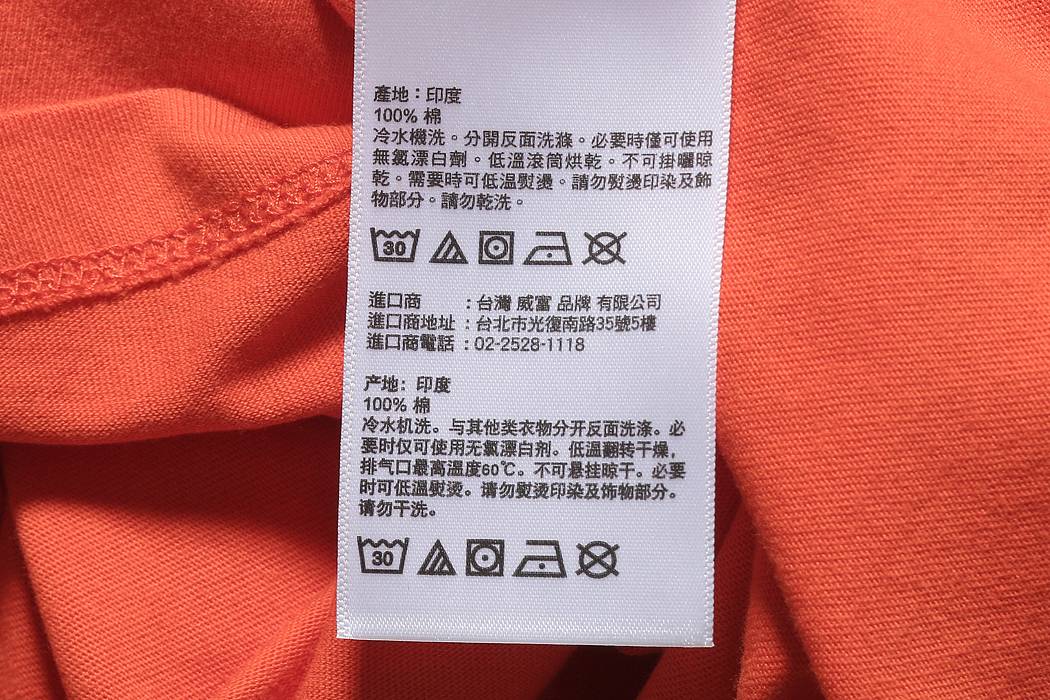 產地：印度
100% 棉
冷水機洗。分開反面洗滌。必要時僅可使用
無氯漂白劑。低溫滾筒烘乾。不可掛曬晾
乾。需要時可低溫熨燙。請勿熨燙印染及飾
物部分。請勿乾洗。
30
進口商 ：台灣 威富 品牌 有限公司
進口商地址 ：台北市光復南路35號5樓
進口商電話 ：02-2528-1118
产地：印度
100% 棉
冷水机洗。与其他类衣物分开反面洗涤。必
要时仅可使用无氯漂白剂。低温翻转干燥，
排气口最高溫度60℃。不可悬挂晾干。必要
时可低温熨烫。请勿熨烫印染及饰物部分。
请勿干洗。
30